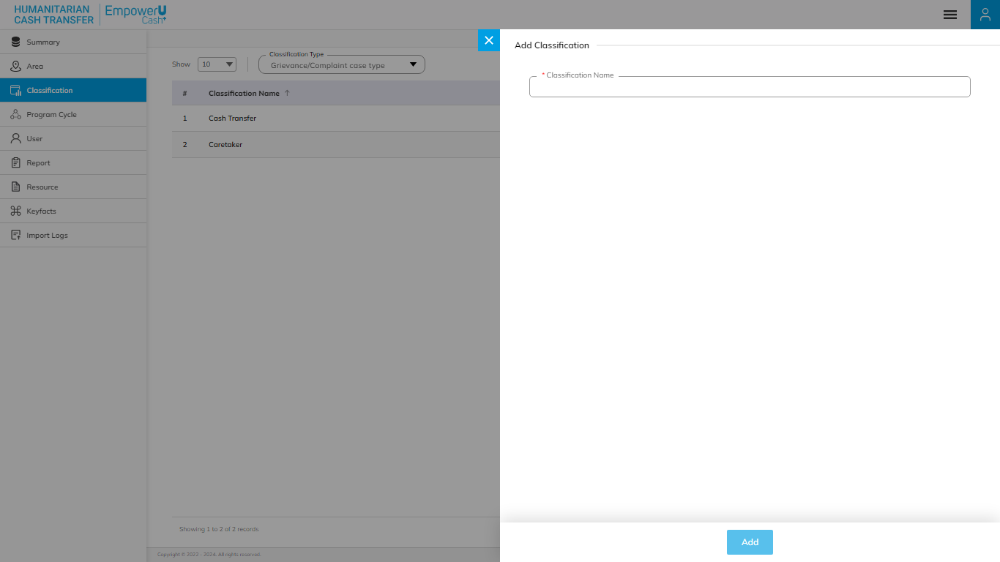 HUMANITARIAN
CASH TRANSFER
EmpowerU
Cash+
Summary
Area
Classification
Program Cycle
User
Report
Resource
Keyfacts
Import Logs
Show 10
Classification Type
Grievance/Complaint case type
# Classification Name
1 Cash Transfer
2 Caretaker
Showing 1 to 2 of 2 records
Copyright © 2022 - 2024. All rights reserved.
Add Classification
* Classification Name
Add